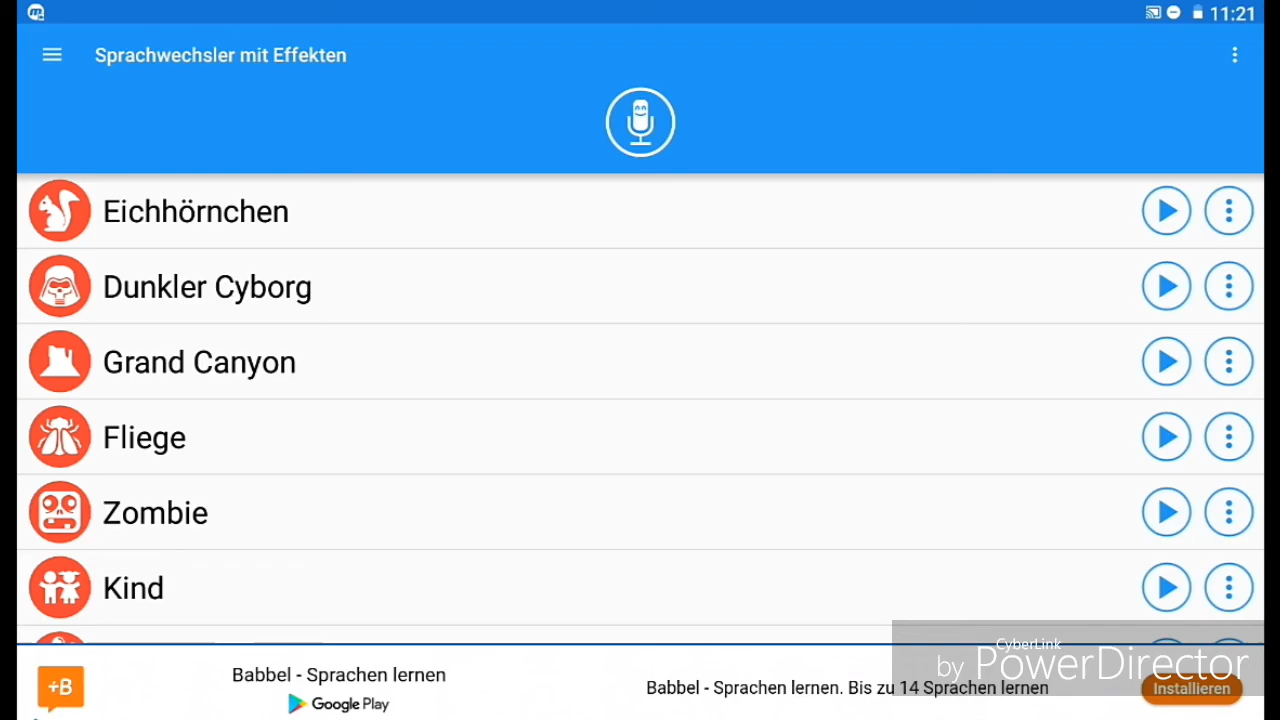 11:21
Sprachwechsler mit Effekten
Eichhörnchen
Dunkler Cyborg
Grand Canyon
Fliege
Zombie
Kind
CyberLink
by PowerDirector
+B
Babbel - Sprachen lernen
Google Play
Babbel - Sprachen lernen. Bis zu 14 Sprachen lernen
Installieren